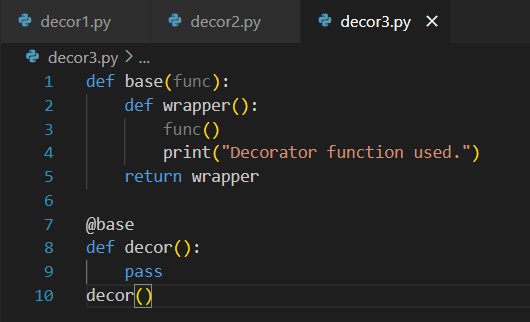 decor1.py decor2.py decor3.py ×
decor3.py > ...
1 def base(func):
2     def wrapper():
3         func()
4         print("Decorator function used.")
5     return wrapper
6
7 @base
8 def decor():
9     pass
10 decor()